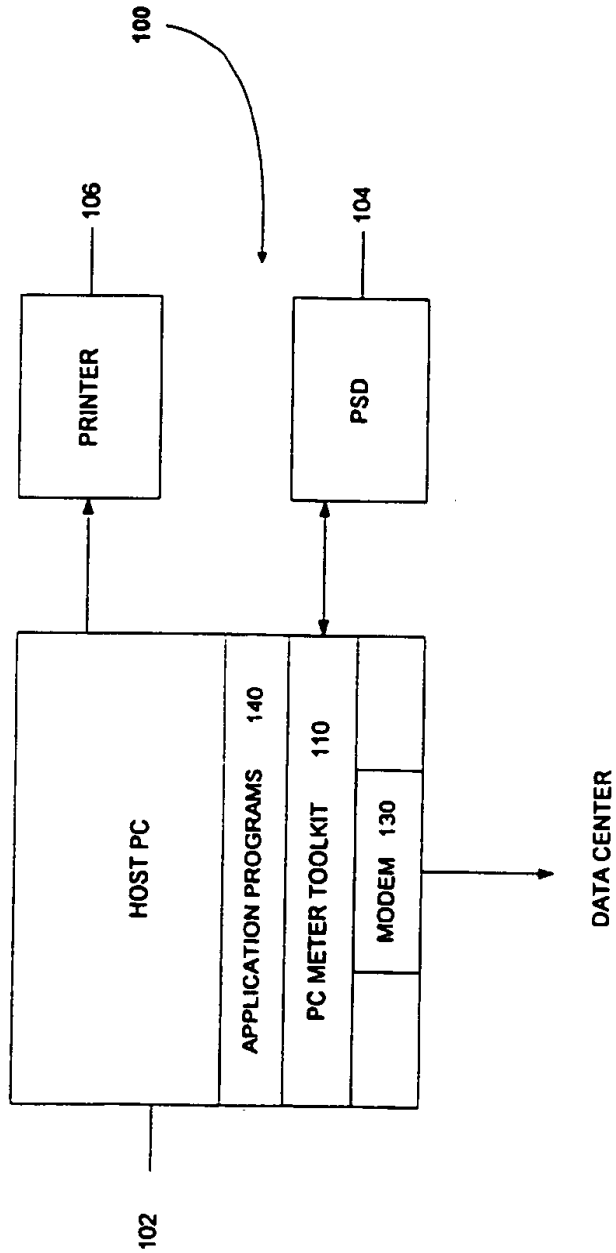 100
106
104
PRINTER
PSD
HOST PC
APPLICATION PROGRAMS 140
PC METER TOOLKIT 110
MODEM 130
102
DATA CENTER